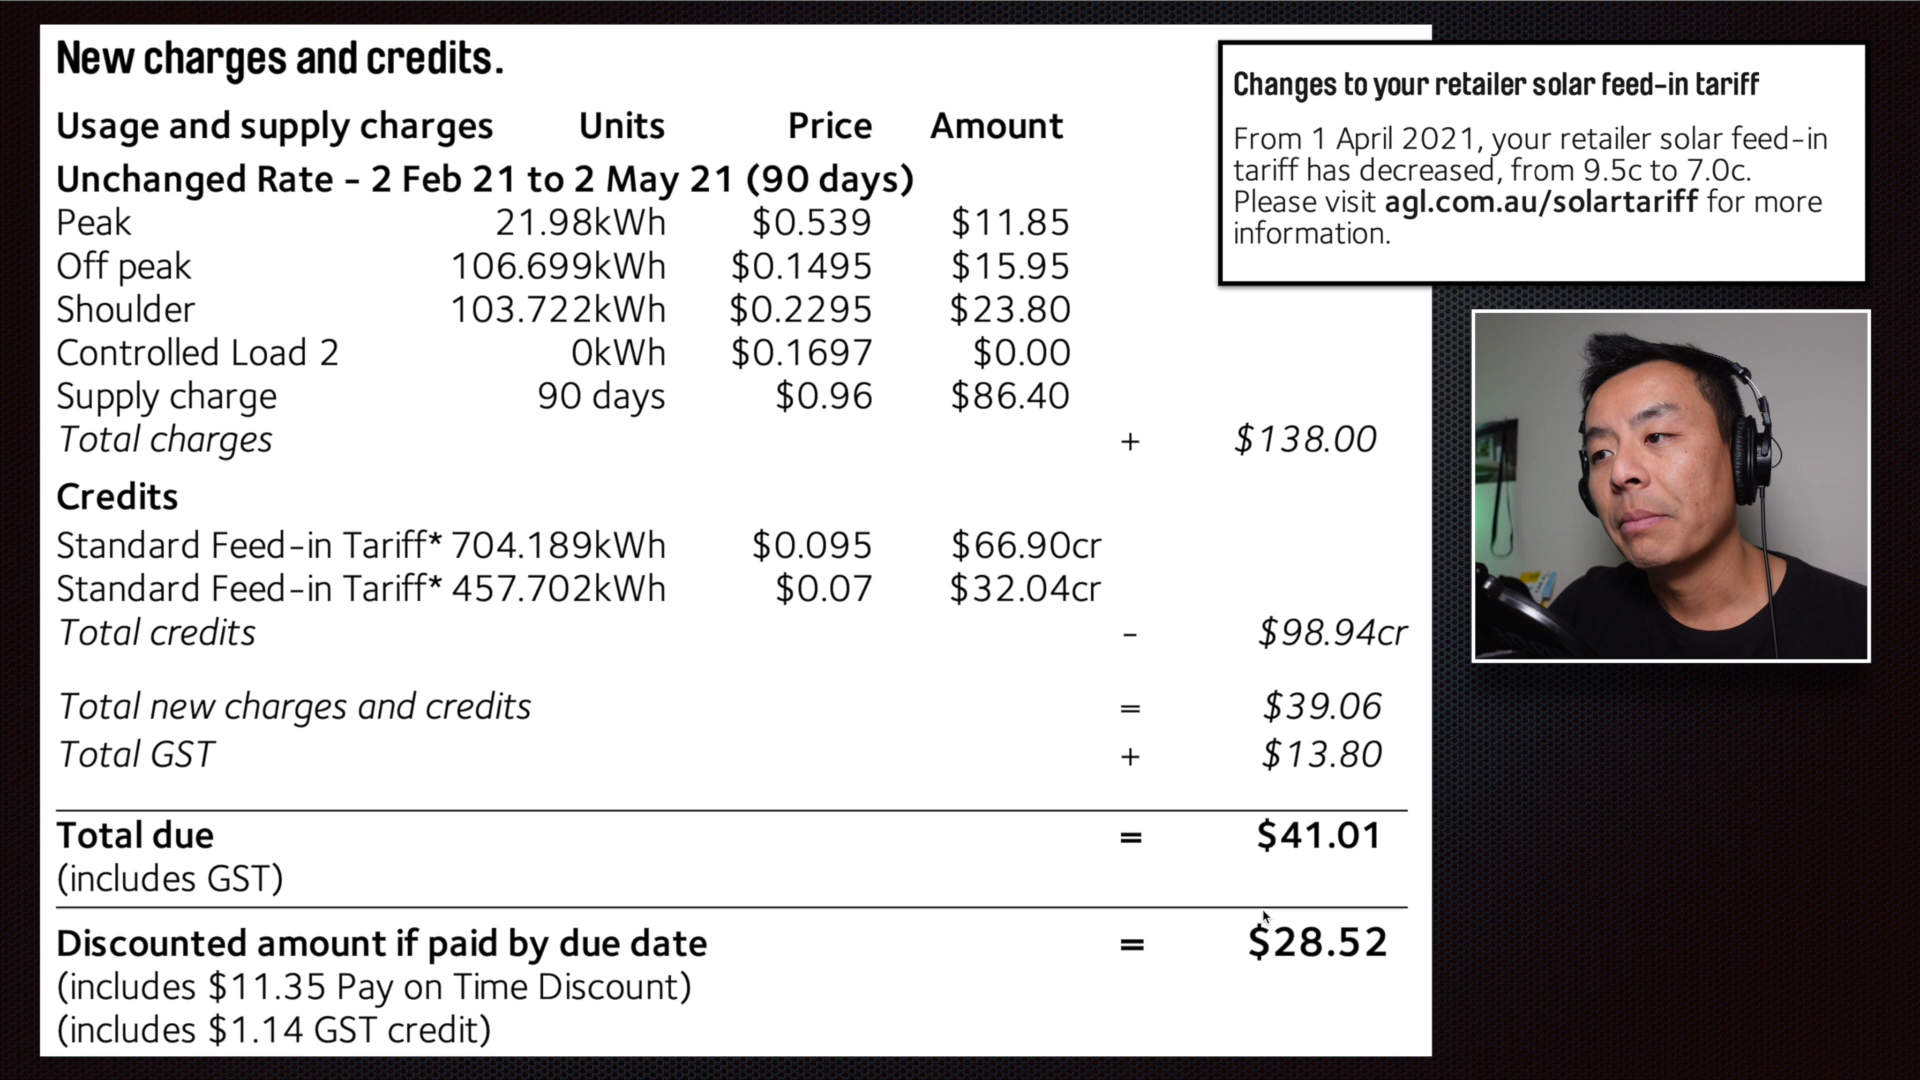 New charges and credits.
Usage and supply charges Units Price Amount
Unchanged Rate - 2 Feb 21 to 2 May 21 (90 days)
Peak 21.98kWh $0.539 $11.85
Off peak 106.699kWh $0.1495 $15.95
Shoulder 103.722kWh $0.2295 $23.80
Controlled Load 2 0kWh $0.1697 $0.00
Supply charge 90 days $0.96 $86.40
Total charges + $138.00
Credits
Standard Feed-in Tariff* 704.189kWh $0.095 $66.90cr
Standard Feed-in Tariff* 457.702kWh $0.07 $32.04cr
Total credits - $98.94cr
Total new charges and credits = $39.06
Total GST + $13.80
Total due = $41.01
(includes GST)
Discounted amount if paid by due date = $28.52
(includes $11.35 Pay on Time Discount)
(includes $1.14 GST credit)
Changes to your retailer solar feed-in tariff
From 1 April 2021, your retailer solar feed-in
tariff has decreased, from 9.5c to 7.0c.
Please visit agl.com.au/solartariff for more
information.